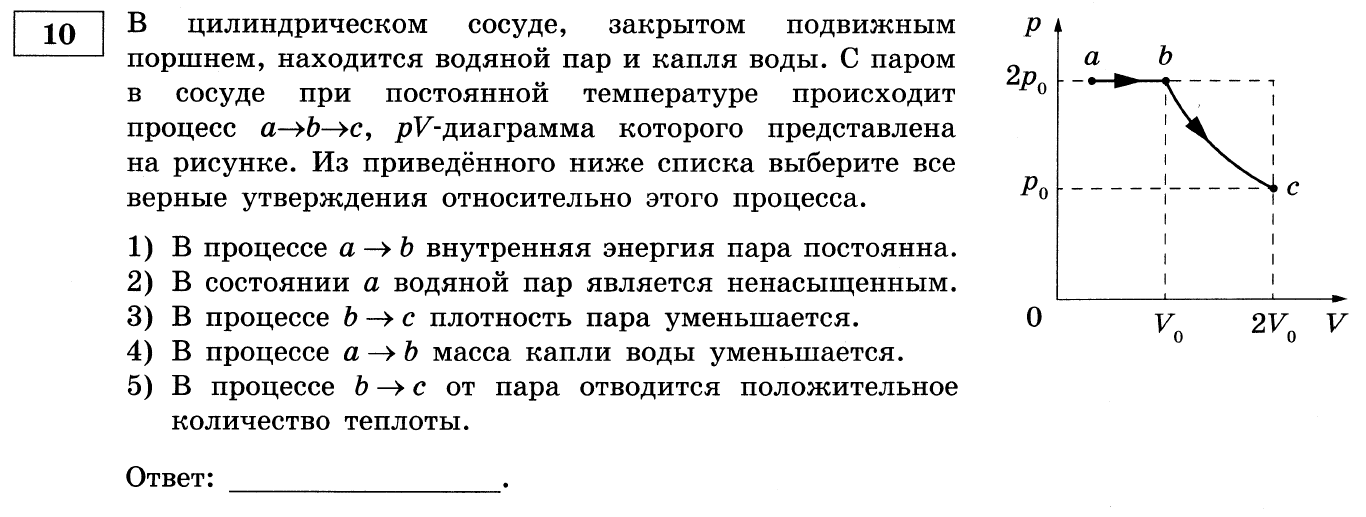 10
В цилиндрическом сосуде, закрытом подвижным
поршнем, находится водяной пар и капля воды. С паром
в сосуде при постоянной температуре происходит
процесс a→b→c, pV-диаграмма которого представлена
на рисунке. Из приведённого ниже списка выберите все
верные утверждения относительно этого процесса.
1) В процессе a → b внутренняя энергия пара постоянна.
2) В состоянии a водяной пар является ненасыщенным.
3) В процессе b → c плотность пара уменьшается.
4) В процессе a → b масса капли воды уменьшается.
5) В процессе b → c от пара отводится положительное
количество теплоты.
Ответ: ____________________.
p
a b
2p₀
p₀ c
0 V₀ 2V₀ V